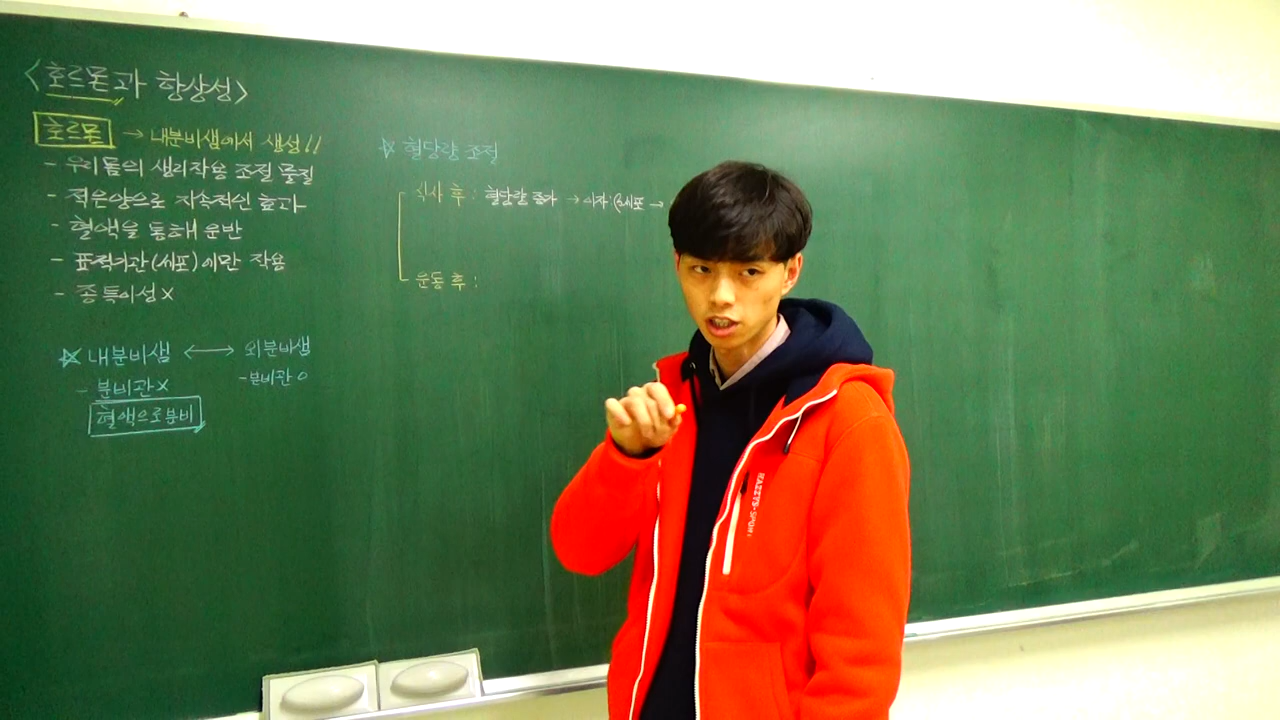 <호르몬과 항상성>
호르몬 → 내분비샘에서 생성!!
- 우리몸의 생리작용 조절 물질
- 적은양으로 지속적인 효과
- 혈액을 통해 운반
- 표적기관(세포)에만 작용
- 종 특이성 X
☆ 내분비샘 ↔ 외분비샘
- 분비관 X - 분비관 O
혈액으로 분비
☆ 혈당량 조절
식사 후 : 혈당량 증가 → 이자 (β세포 →
운동 후 :
HAZZYS-SPORT